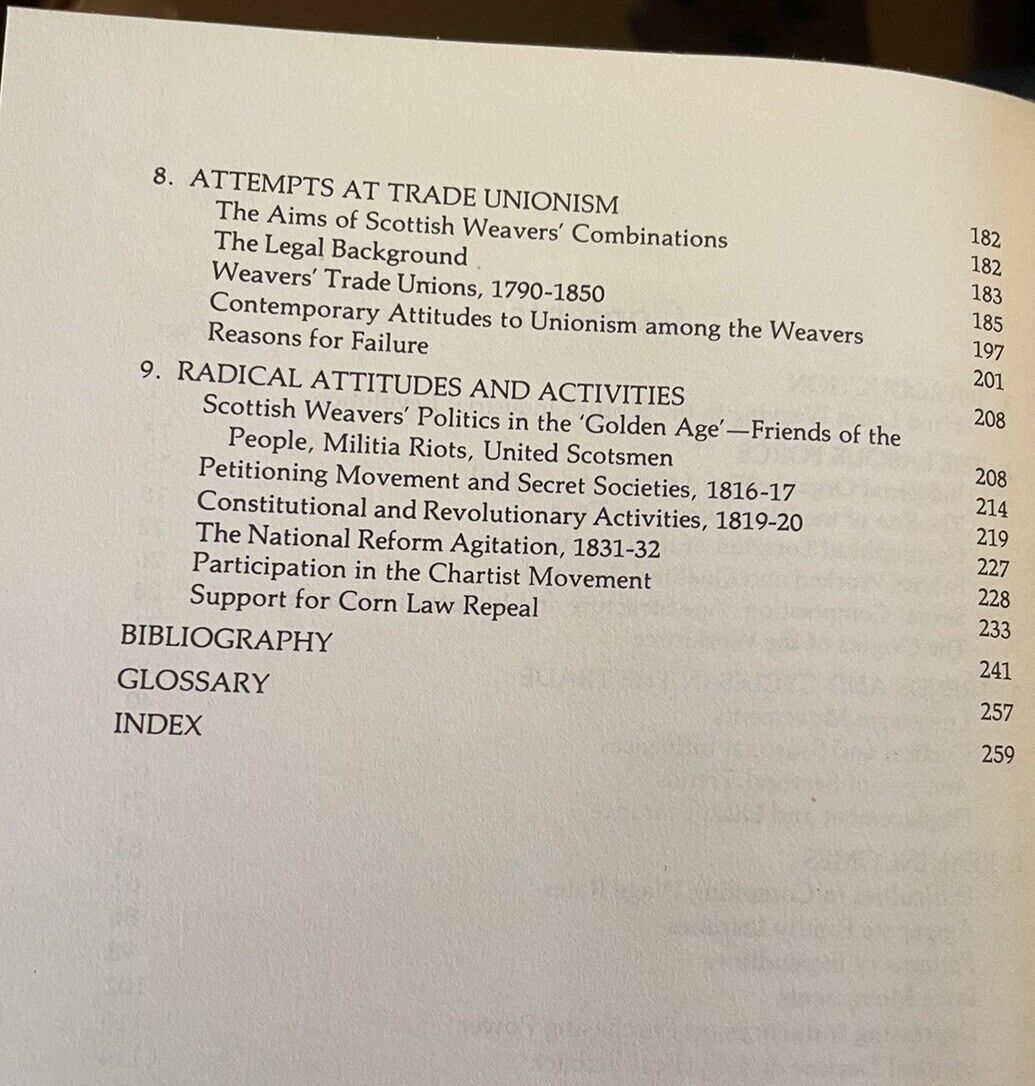 8. ATTEMPTS AT TRADE UNIONISM 182
The Aims of Scottish Weavers' Combinations 182
The Legal Background 183
Weavers' Trade Unions, 1790-1850 185
Contemporary Attitudes to Unionism among the Weavers 197
Reasons for Failure 201
9. RADICAL ATTITUDES AND ACTIVITIES 208
Scottish Weavers' Politics in the 'Golden Age'—Friends of the
People, Militia Riots, United Scotsmen 208
Petitioning Movement and Secret Societies, 1816-17 214
Constitutional and Revolutionary Activities, 1819-20 219
The National Reform Agitation, 1831-32 227
Participation in the Chartist Movement 228
Support for Corn Law Repeal 233
BIBLIOGRAPHY 241
GLOSSARY 257
INDEX 259